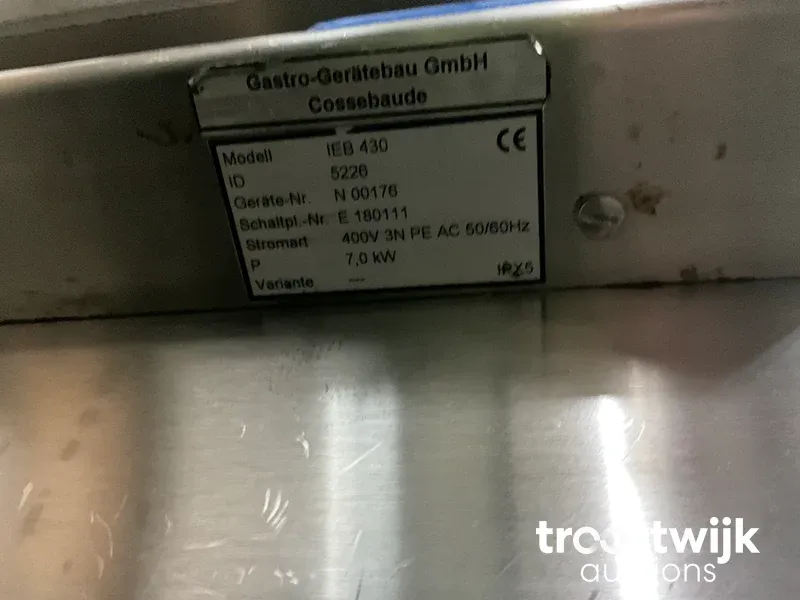 Gastro-Gerätebau GmbH
Cossebaude
Modell IEB 430 CE
ID 5226
Geräte-Nr. N 00176
Schaltpl.-Nr. E 180111
Stromart 400V 3N PE AC 50/60Hz
P 7,0 kW
Variante --- IPX5
troostwijk
auctions